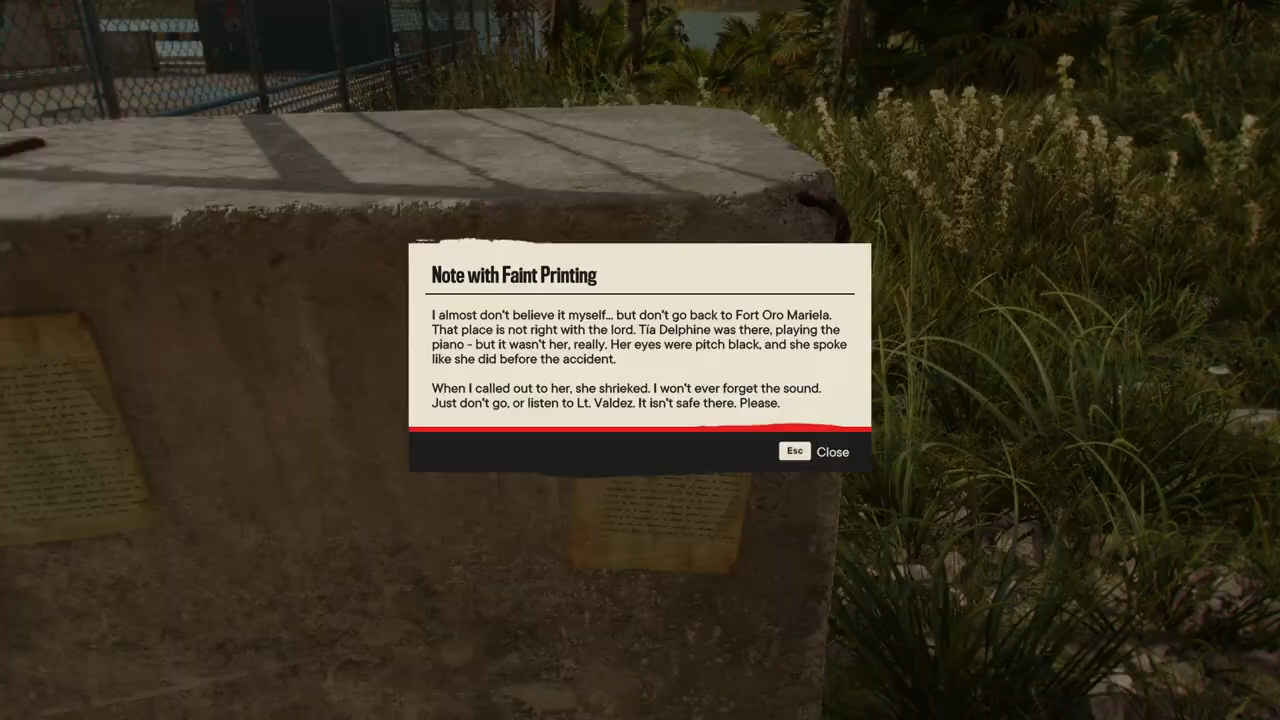 Note with Faint Printing
I almost don't believe it myself... but don't go back to Fort Oro Mariela.
That place is not right with the lord. Tía Delphine was there, playing the
piano - but it wasn't her, really. Her eyes were pitch black, and she spoke
like she did before the accident.
When I called out to her, she shrieked. I won't ever forget the sound.
Just don't go, or listen to Lt. Valdez. It isn't safe there. Please.
Esc Close